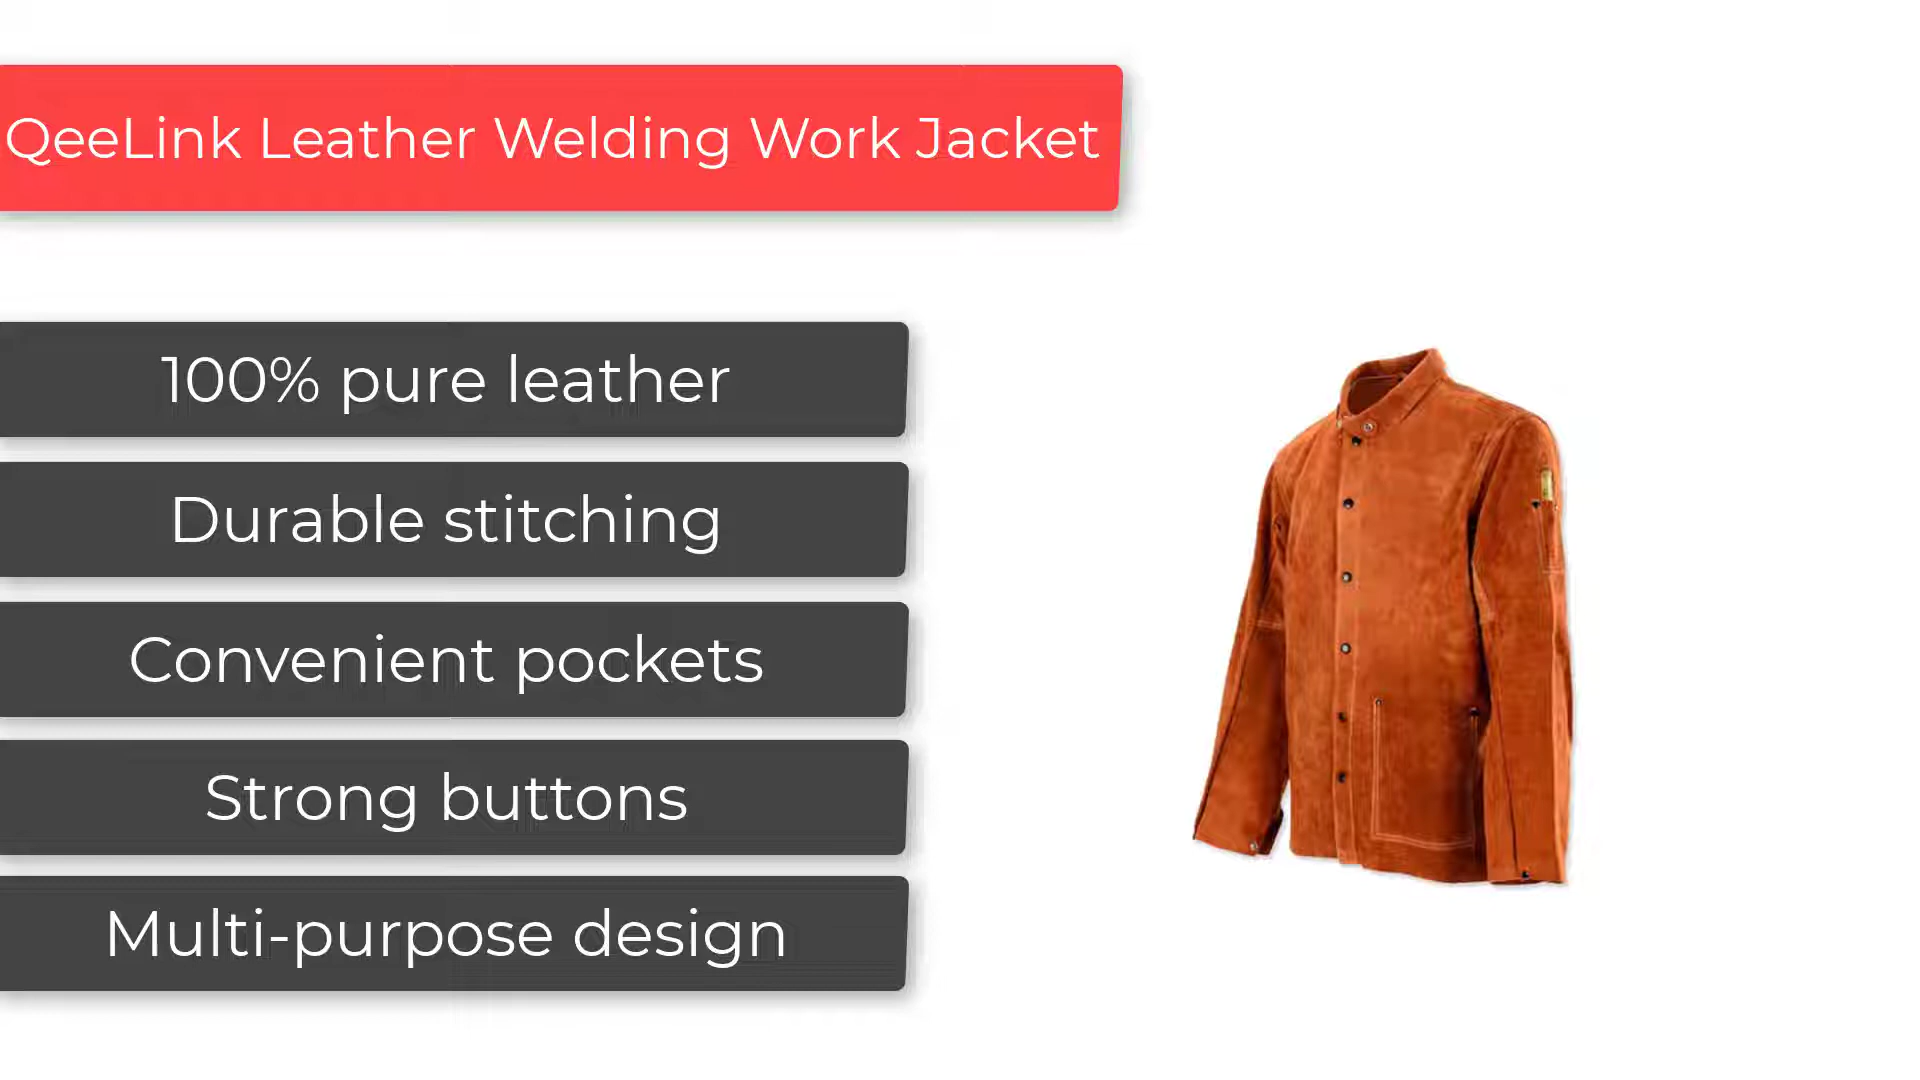 QeeLink Leather Welding Work Jacket
100% pure leather
Durable stitching
Convenient pockets
Strong buttons
Multi-purpose design